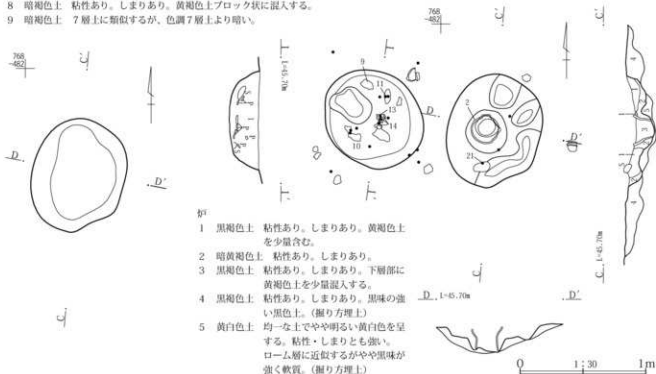 8 暗褐色土 粘性あり。しまりあり。黄褐色土ブロック状に混入する。
9 暗褐色土 7層土に類似するが、色調7層土より暗い。
768
-482
C'
D
D'
C
L=45.70m
9
11
13
14
10
D
768
-482
C'
2
21
D'
C
C'
4
C
L=45.70m
炉
1 黒褐色土 粘性あり。しまりあり。黄褐色土
を少量含む。
2 暗黄褐色土 粘性あり。しまりあり。
3 黒褐色土 粘性あり。しまりあり。下層部に
黄褐色土を少量混入する。
4 黒褐色土 粘性あり。しまりあり。黒味の強
い黒色土。(掘り方埋土)
5 黄白色土 均一な土でやや明るい黄白色を呈
する。粘性・しまりとも強い。
ローム層に近似するがやや黒味が
強く軟質。(掘り方埋土)
D L=45.70m
D'
0 1:30 1m